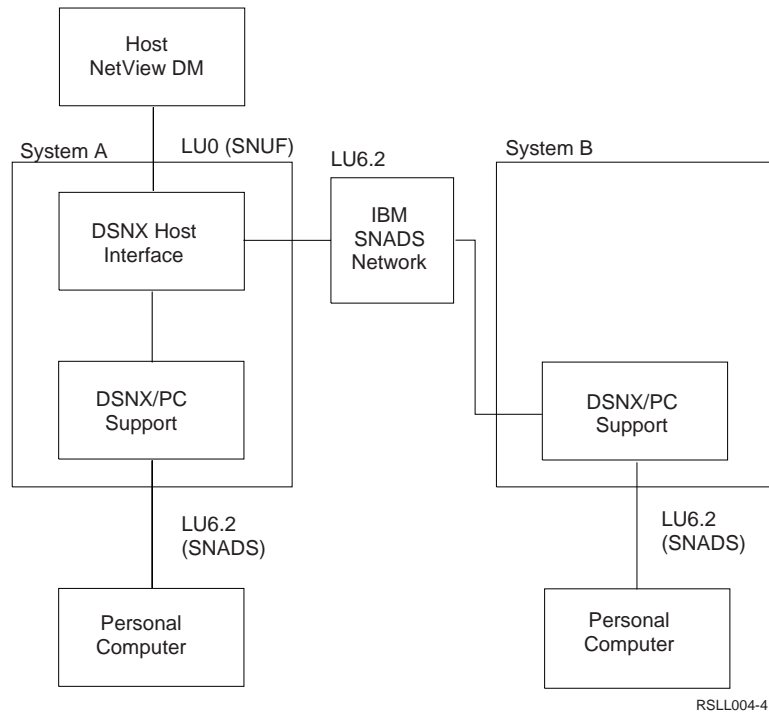 Host
NetView DM
System A
LU0 (SNUF)
LU6.2
System B
DSNX Host
Interface
IBM
SNADS
Network
DSNX/PC
Support
DSNX/PC
Support
LU6.2
(SNADS)
LU6.2
(SNADS)
Personal
Computer
Personal
Computer
RSLL004-4